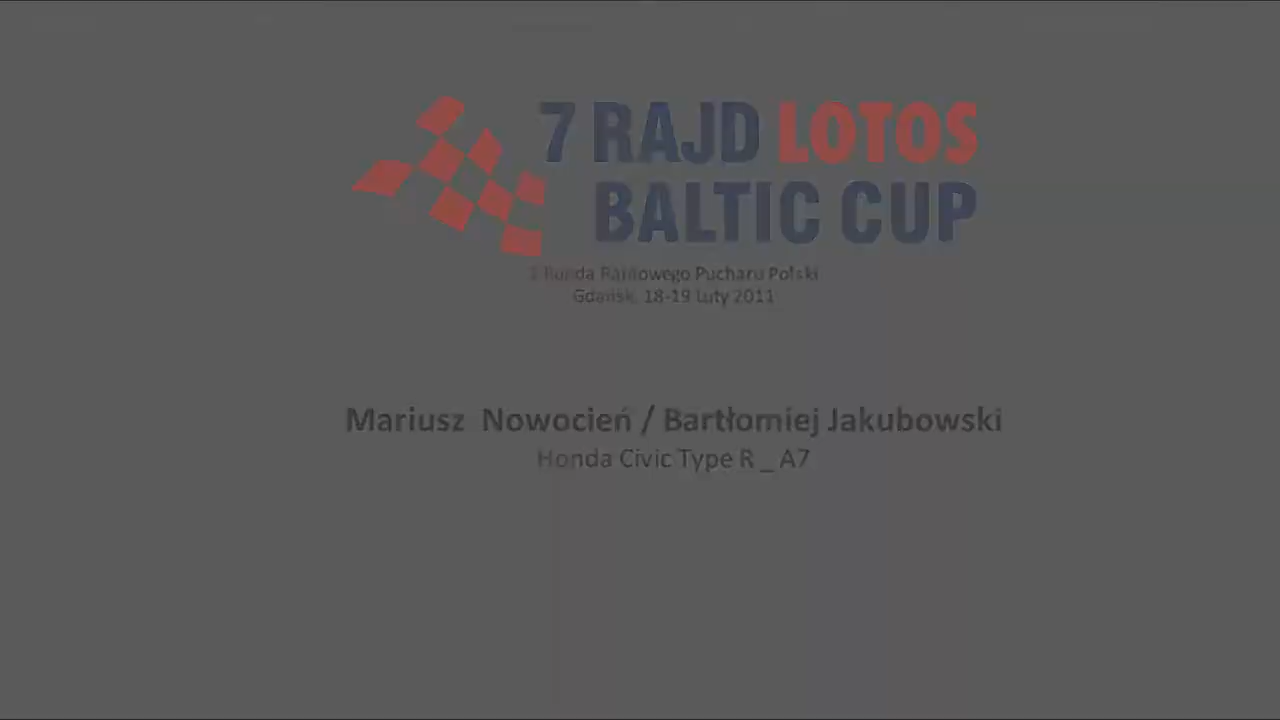 7 RAJD LOTOS
BALTIC CUP
Runda Rajdowego Pucharu Polski
Gdańsk, 18-19 Luty 2011
Mariusz Nowocień / Bartłomiej Jakubowski
Honda Civic Type R _ A7